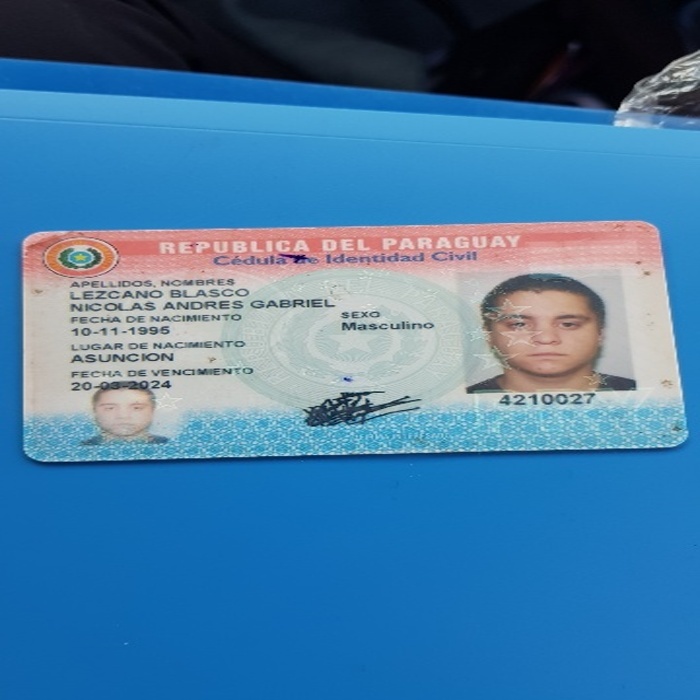 REPUBLICA DEL PARAGUAY
Cédula de Identidad Civil
APELLIDOS, NOMBRES
LEZCANO BLASCO
NICOLAS ANDRES GABRIEL
FECHA DE NACIMIENTO
10-11-1995
SEXO
Masculino
LUGAR DE NACIMIENTO
ASUNCION
FECHA DE VENCIMIENTO
20-03-2024
4210027